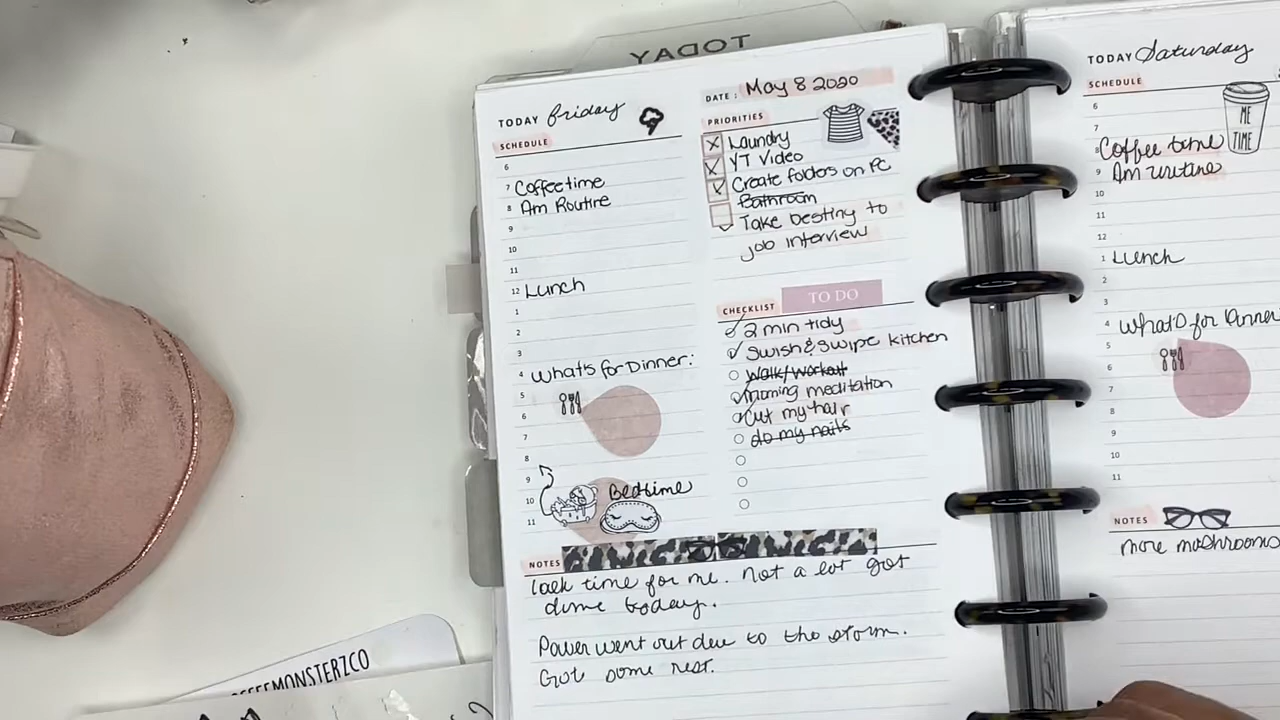 TODAY
TODAY Friday
SCHEDULE
6
7 Coffee time
8 Am Routine
9
10
11
12 Lunch
1
2
3
4 What's for Dinner:
5
6
7
8
9
10 Bedtime
11
DATE : May 8 2020
PRIORITIES
Laundry
YT Video
Create folders on PC
Bathroom
Take Destiny to
job interview
TO DO
CHECKLIST
2 min tidy
Swish & Swipe kitchen
Walk/Workout
morning meditation
Cut my hair
do my nails
NOTES
lack time for me. Not a lot got
done today.
Power went out due to the storm.
Got some rest.
TODAY Saturday
SCHEDULE
6
7
8 Coffee time
9 Am routine
10
11
12
1 Lunch
2
3
4 What's for Dinner
5
6
7
8
9
10
11
ME
TIME
NOTES
more mushrooms
COFFEEMONSTERZCO